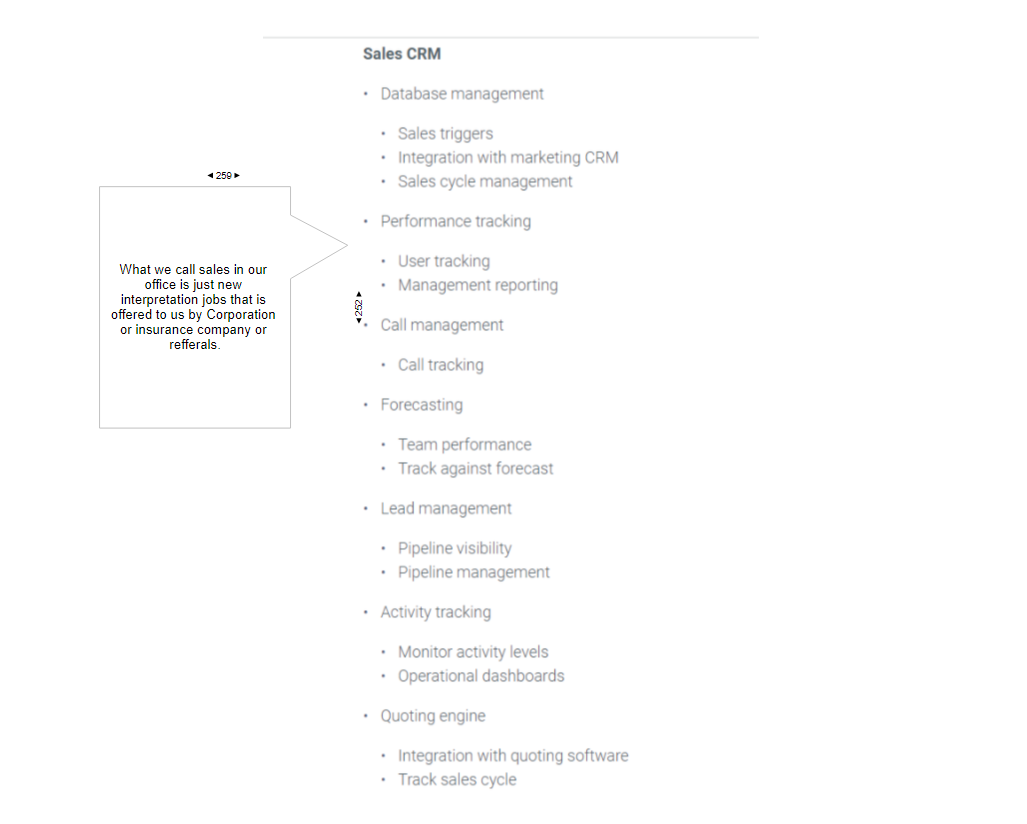 Sales CRM
• Database management
• Sales triggers
• Integration with marketing CRM
• Sales cycle management
• Performance tracking
• User tracking
• Management reporting
• Call management
• Call tracking
• Forecasting
• Team performance
• Track against forecast
• Lead management
• Pipeline visibility
• Pipeline management
• Activity tracking
• Monitor activity levels
• Operational dashboards
• Quoting engine
• Integration with quoting software
• Track sales cycle
259
What we call sales in our
office is just new
interpretation jobs that is
offered to us by Corporation
or insurance company or
refferals.
252